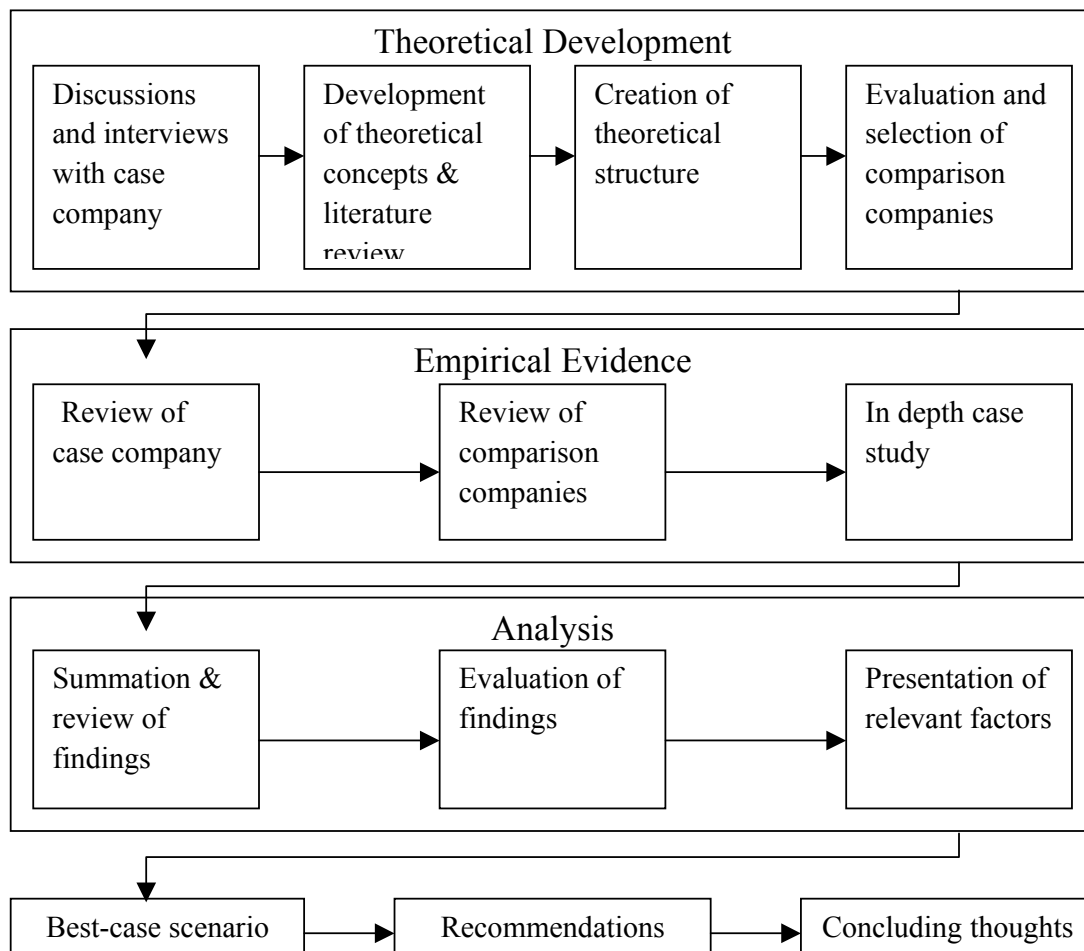 Theoretical Development
Discussions
and interviews
with case
company
Development
of theoretical
concepts &
literature
review
Creation of
theoretical
structure
Evaluation and
selection of
comparison
companies
Empirical Evidence
Review of
case company
Review of
comparison
companies
In depth case
study
Analysis
Summation &
review of
findings
Evaluation of
findings
Presentation of
relevant factors
Best-case scenario
Recommendations
Concluding thoughts